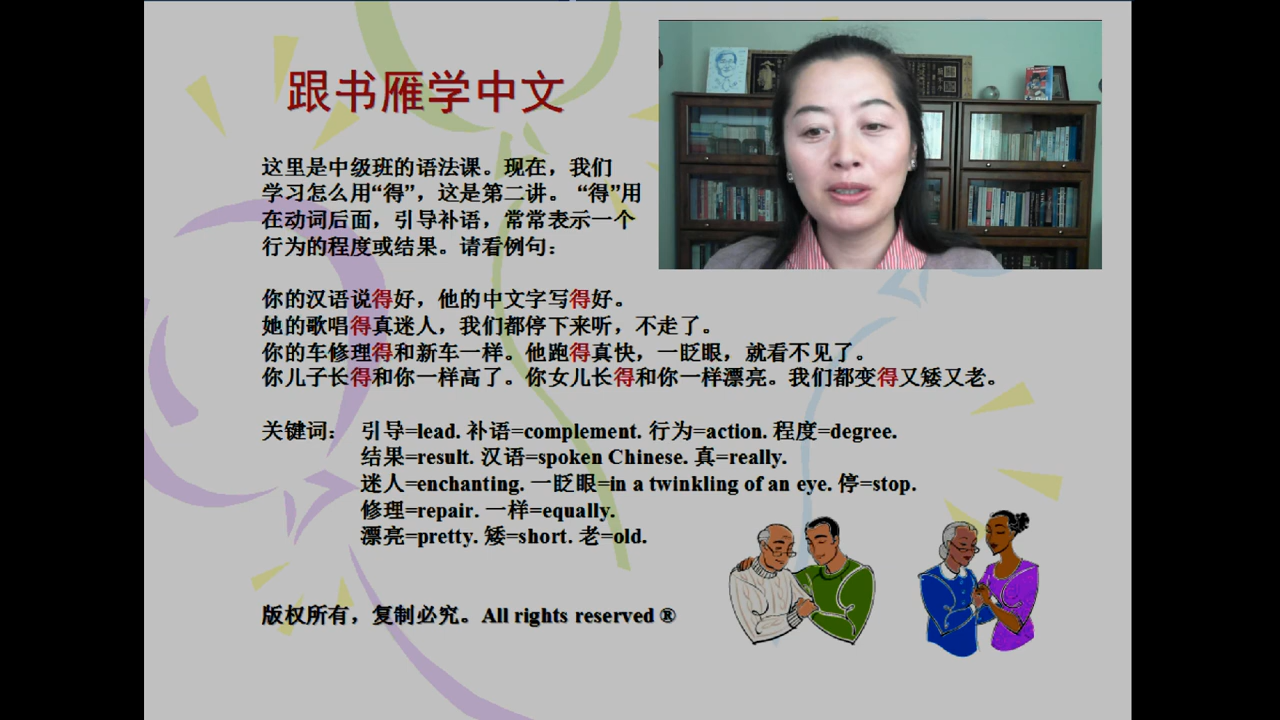 跟书雁学中文
这里是中级班的语法课。现在，我们
学习怎么用“得”，这是第二讲。 “得”用
在动词后面，引导补语，常常表示一个
行为的程度或结果。请看例句：
你的汉语说得好，他的中文字写得好。
她的歌唱得真迷人，我们都停下来听，不走了。
你的车修理得和新车一样。他跑得真快，一眨眼，就看不见了。
你儿子长得和你一样高了。你女儿长得和你一样漂亮。我们都变得又矮又老。
关键词： 引导=lead. 补语=complement. 行为=action. 程度=degree.
结果=result. 汉语=spoken Chinese. 真=really.
迷人=enchanting. 一眨眼=in a twinkling of an eye. 停=stop.
修理=repair. 一样=equally.
漂亮=pretty. 矮=short. 老=old.
版权所有，复制必究。All rights reserved ®